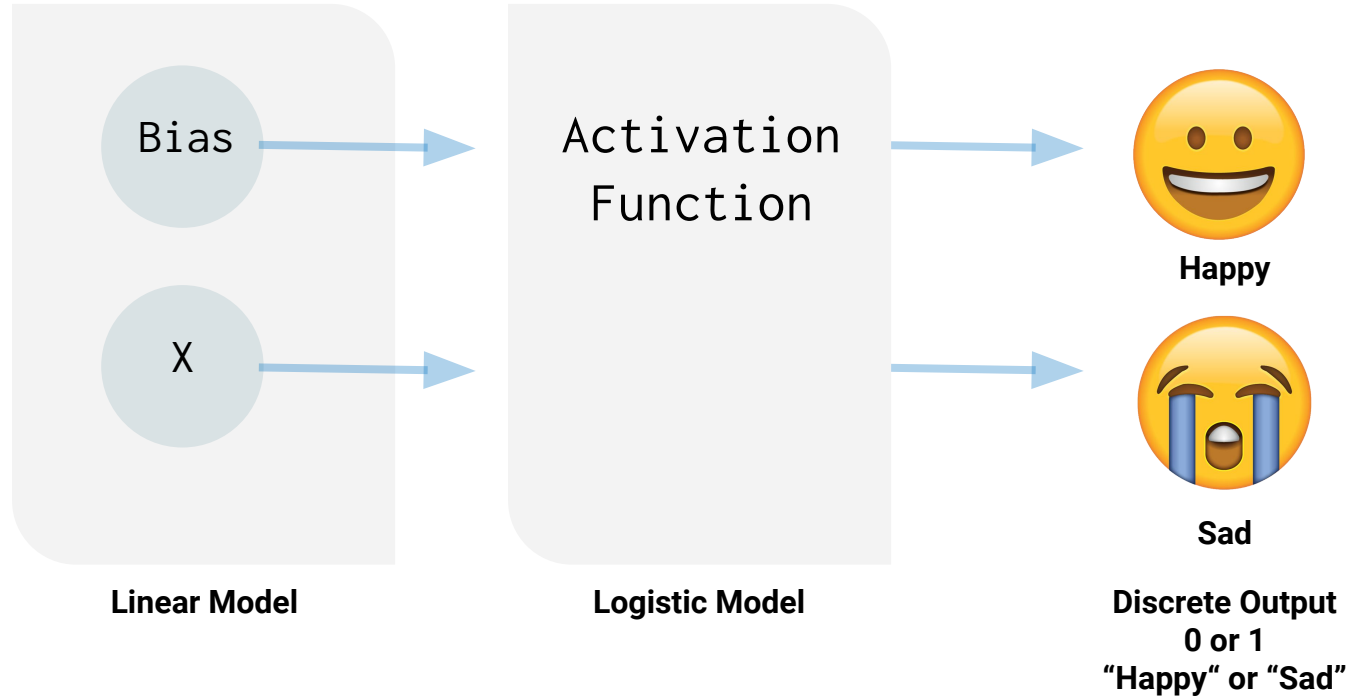 Bias
X
Activation
Function
Happy
Sad
Linear Model
Logistic Model
Discrete Output
0 or 1
“Happy“ or “Sad”